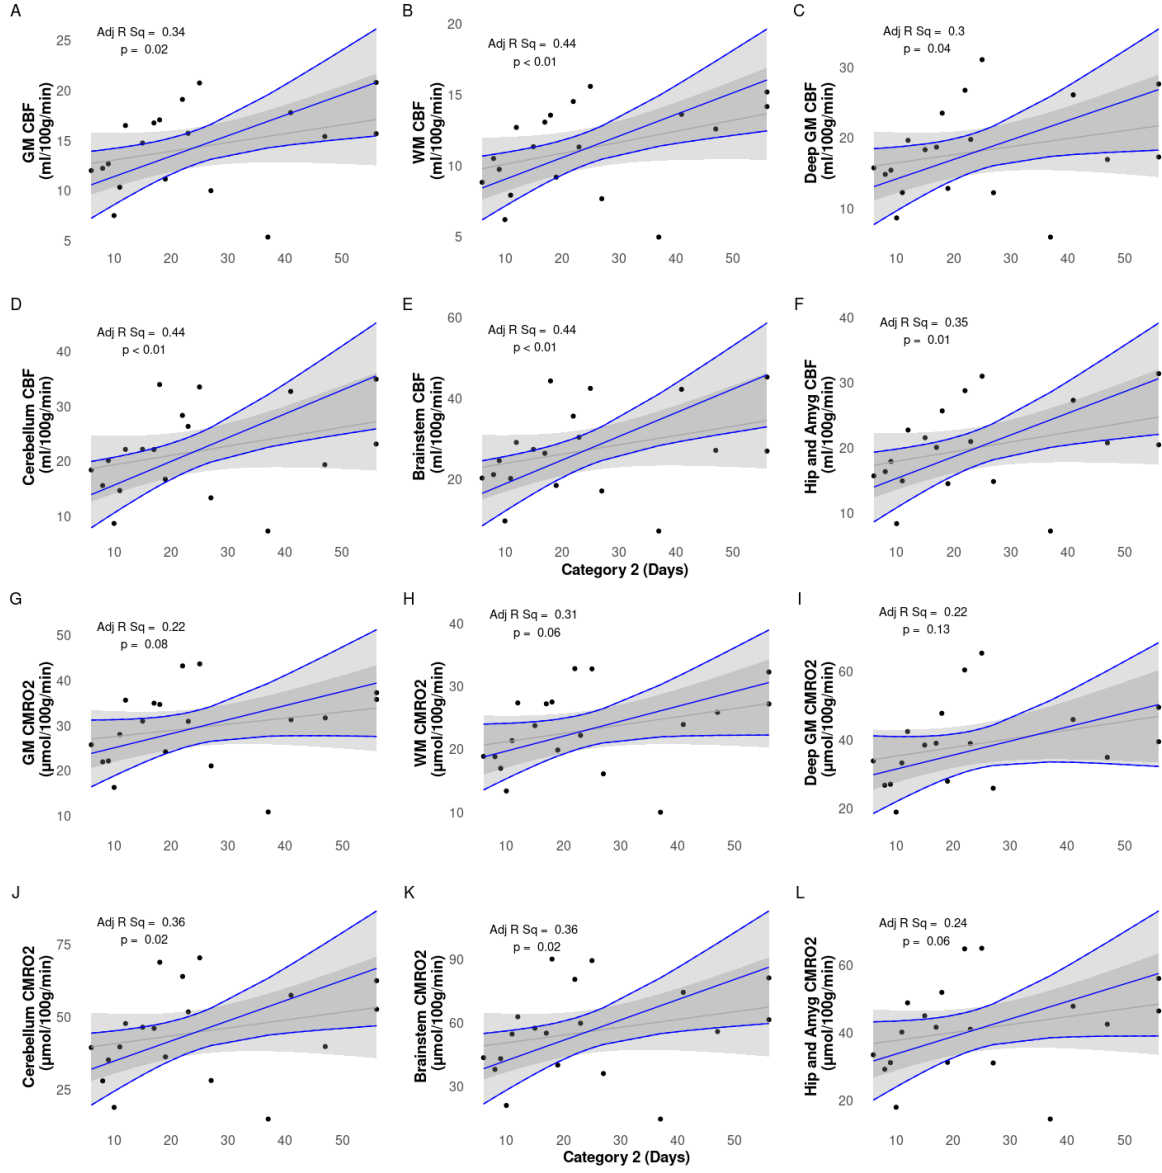 A
Adj R Sq = 0.34
p = 0.02
GM CBF
(ml/100g/min)
25
20
15
10
5
10 20 30 40 50
B
Adj R Sq = 0.44
p < 0.01
WM CBF
(ml/100g/min)
20
15
10
5
10 20 30 40 50
C
Adj R Sq = 0.3
p = 0.04
Deep GM CBF
(ml/100g/min)
30
20
10
10 20 30 40 50
D
Adj R Sq = 0.44
p < 0.01
Cerebellum CBF
(ml/100g/min)
40
30
20
10
10 20 30 40 50
E
Adj R Sq = 0.44
p < 0.01
Brainstem CBF
(ml/100g/min)
60
40
20
10 20 30 40 50
Category 2 (Days)
F
Adj R Sq = 0.35
p = 0.01
Hip and Amyg CBF
(ml/100g/min)
40
30
20
10
10 20 30 40 50
G
Adj R Sq = 0.22
p = 0.08
GM CMRO2
(μmol/100g/min)
50
40
30
20
10
10 20 30 40 50
H
Adj R Sq = 0.31
p = 0.06
WM CMRO2
(μmol/100g/min)
40
30
20
10
10 20 30 40 50
I
Adj R Sq = 0.22
p = 0.13
Deep GM CMRO2
(μmol/100g/min)
60
40
20
10 20 30 40 50
J
Adj R Sq = 0.36
p = 0.02
Cerebellum CMRO2
(μmol/100g/min)
75
50
25
10 20 30 40 50
K
Adj R Sq = 0.36
p = 0.02
Brainstem CMRO2
(μmol/100g/min)
90
60
30
10 20 30 40 50
Category 2 (Days)
L
Adj R Sq = 0.24
p = 0.06
Hip and Amyg CMRO2
(μmol/100g/min)
60
40
20
10 20 30 40 50